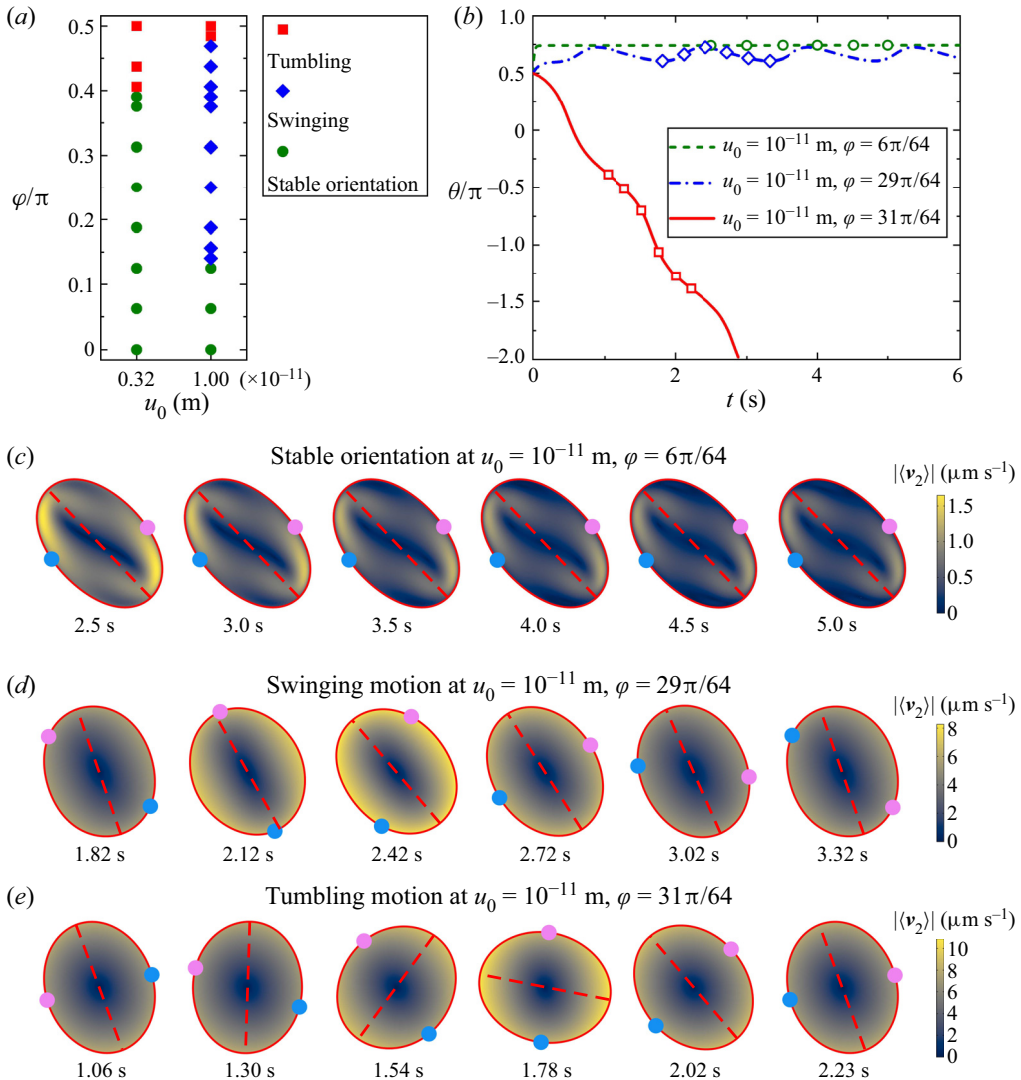 (a)
0.5
0.4
0.3
φ/π
0.2
0.1
0
0.32
1.00
(×10⁻¹¹)
u₀ (m)
Tumbling
Swinging
Stable orientation
(b)
1.0
0.5
0
θ/π
−0.5
−1.0
−1.5
−2.0
0
2
4
6
t (s)
u₀ = 10⁻¹¹ m, φ = 6π/64
u₀ = 10⁻¹¹ m, φ = 29π/64
u₀ = 10⁻¹¹ m, φ = 31π/64
(c)
Stable orientation at u₀ = 10⁻¹¹ m, φ = 6π/64
|⟨v₂⟩| (μm s⁻¹)
1.5
1.0
0.5
0
2.5 s
3.0 s
3.5 s
4.0 s
4.5 s
5.0 s
(d)
Swinging motion at u₀ = 10⁻¹¹ m, φ = 29π/64
|⟨v₂⟩| (μm s⁻¹)
8
6
4
2
0
1.82 s
2.12 s
2.42 s
2.72 s
3.02 s
3.32 s
(e)
Tumbling motion at u₀ = 10⁻¹¹ m, φ = 31π/64
|⟨v₂⟩| (μm s⁻¹)
10
8
6
4
2
0
1.06 s
1.30 s
1.54 s
1.78 s
2.02 s
2.23 s